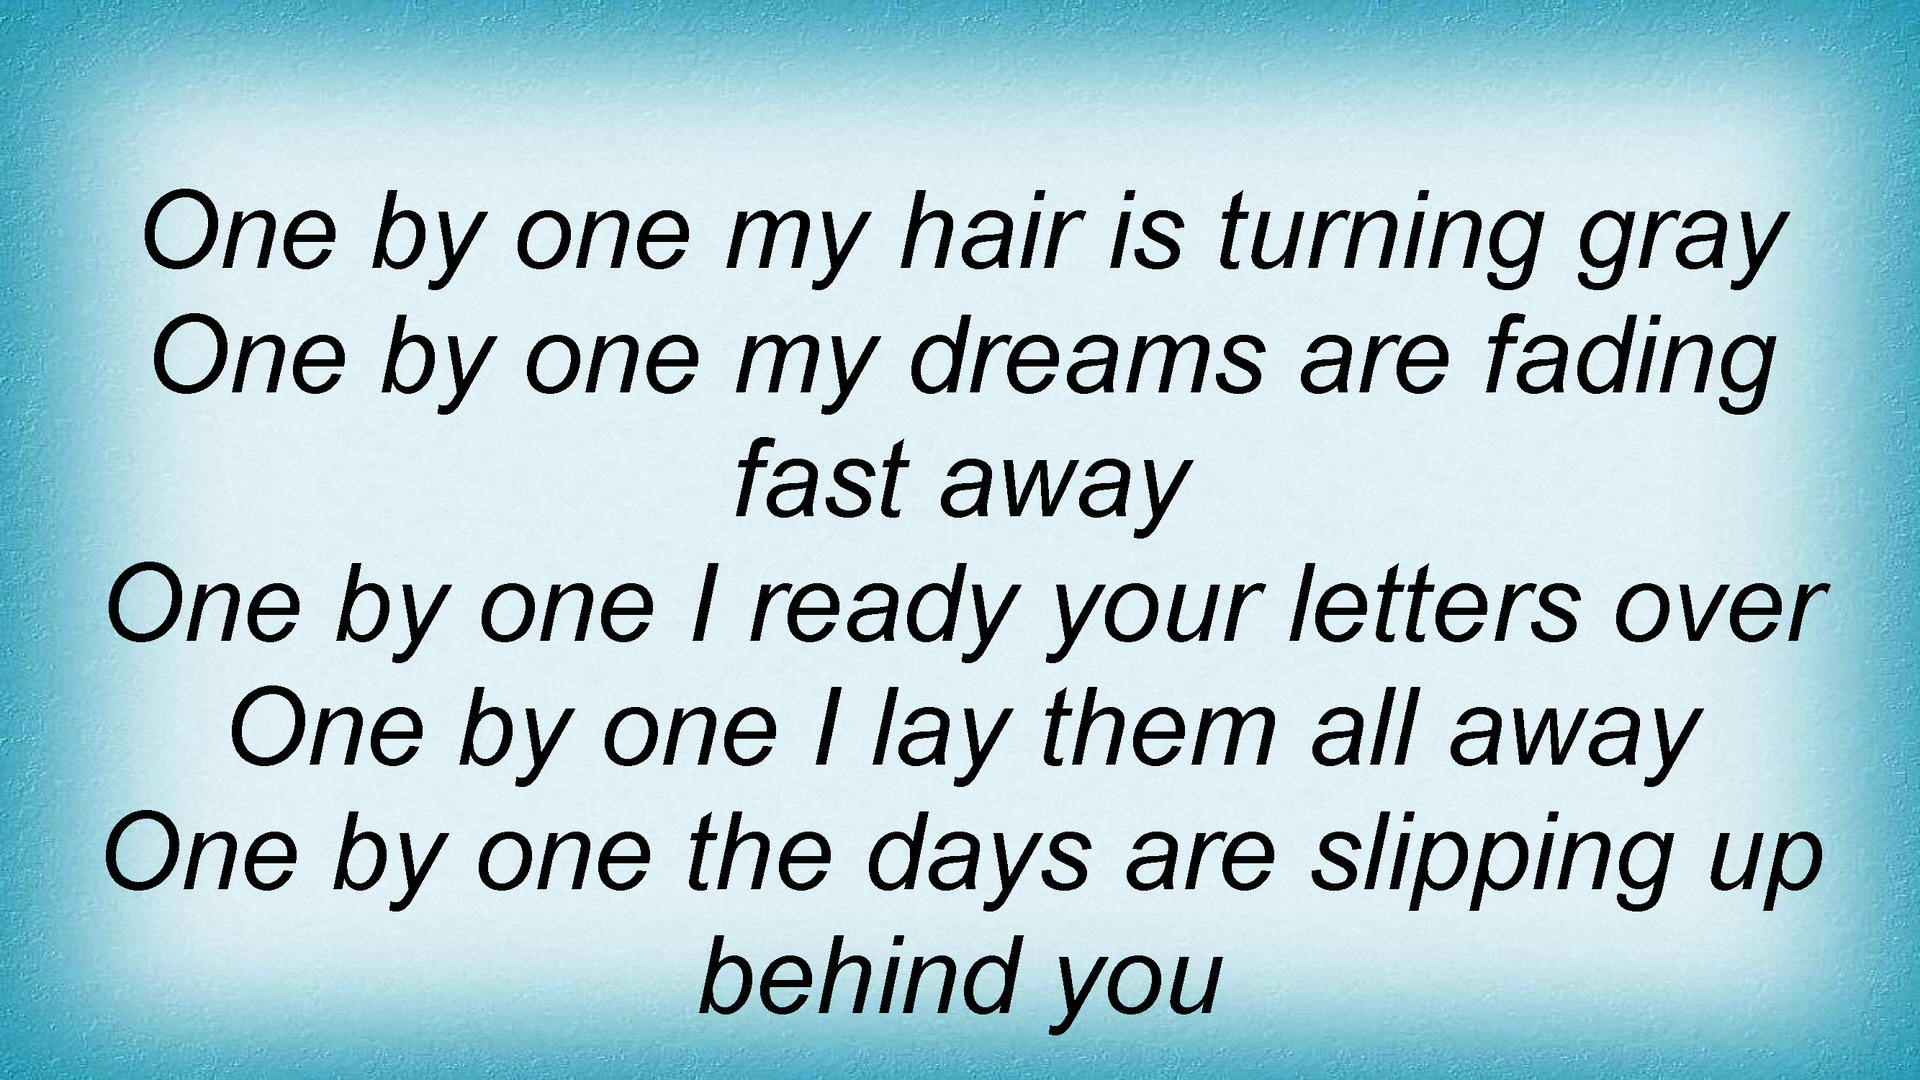 One by one my hair is turning gray
One by one my dreams are fading
fast away
One by one I ready your letters over
One by one I lay them all away
One by one the days are slipping up
behind you